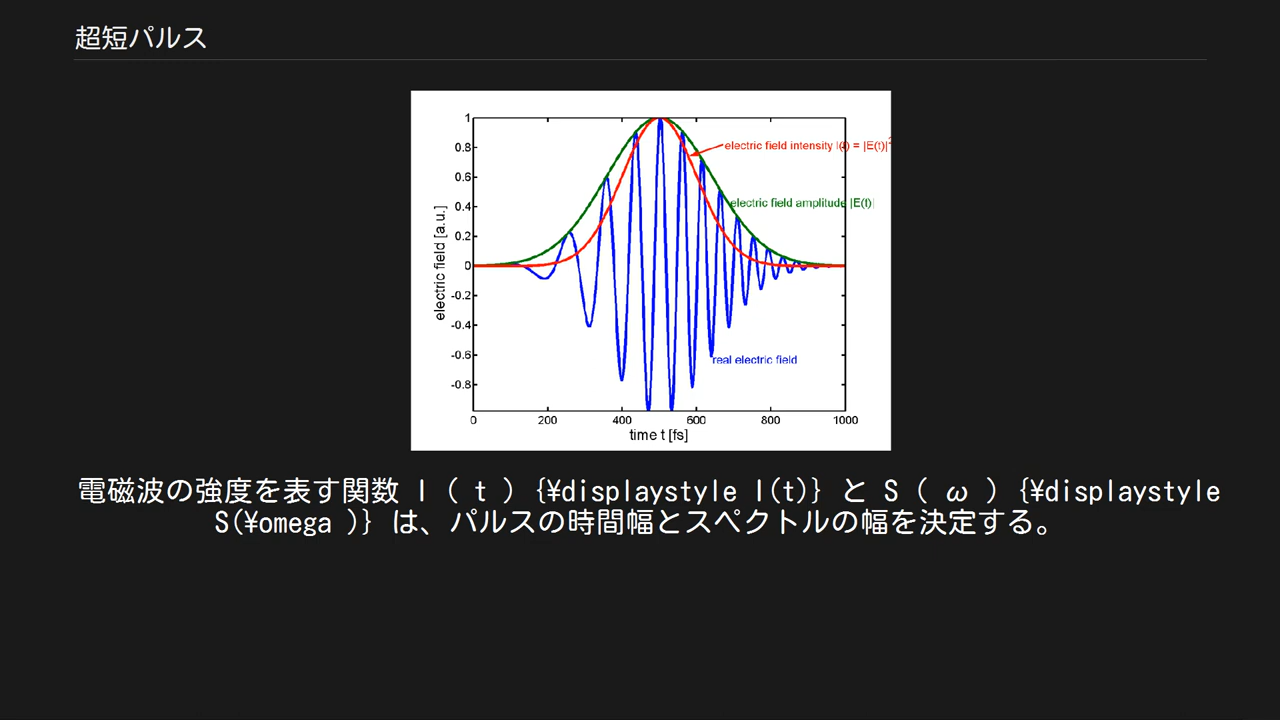 超短パルス
electric field intensity I(t) = |E(t)|²
electric field amplitude |E(t)|
real electric field
electric field [a.u.]
1
0.8
0.6
0.4
0.2
0
-0.2
-0.4
-0.6
-0.8
0 200 400 600 800 1000
time t [fs]
電磁波の強度を表す関数 I ( t ) {¥displaystyle I(t)} と S ( ω ) {¥displaystyle
S(¥omega )} は、パルスの時間幅とスペクトルの幅を決定する。